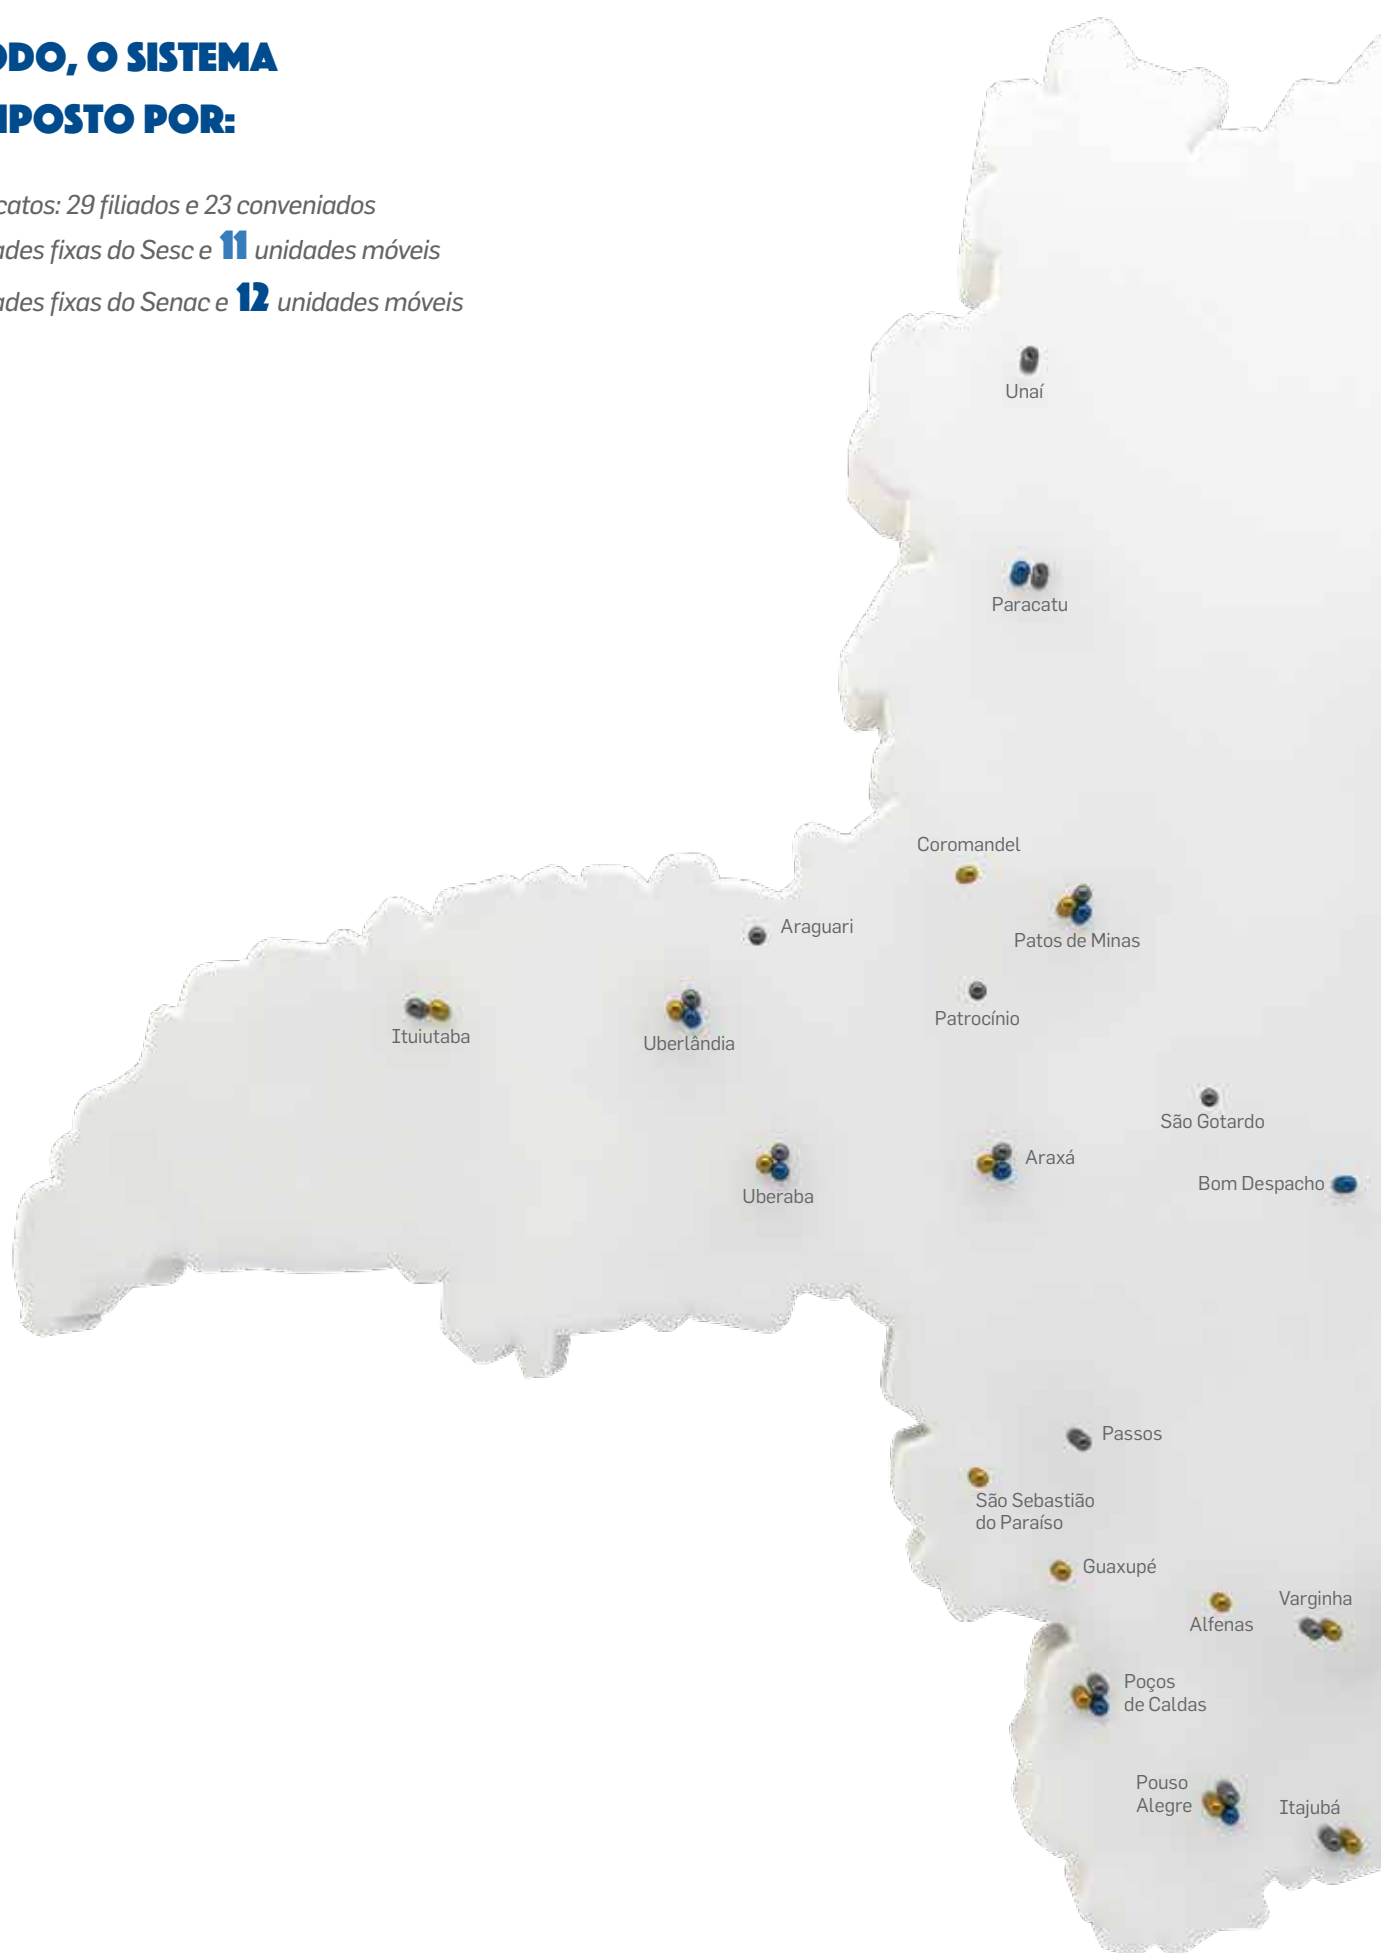 ODO, O SISTEMA
MPOSTO POR:
catos: 29 filiados e 23 conveniados
ades fixas do Sesc e 11 unidades móveis
ades fixas do Senac e 12 unidades móveis
Unaí
Paracatu
Coromandel
Araguari
Patos de Minas
Patrocínio
Ituiutaba
Uberlândia
São Gotardo
Araxá
Bom Despacho
Uberaba
Passos
São Sebastião
do Paraíso
Guaxupé
Varginha
Alfenas
Poços
de Caldas
Pouso
Alegre
Itajubá